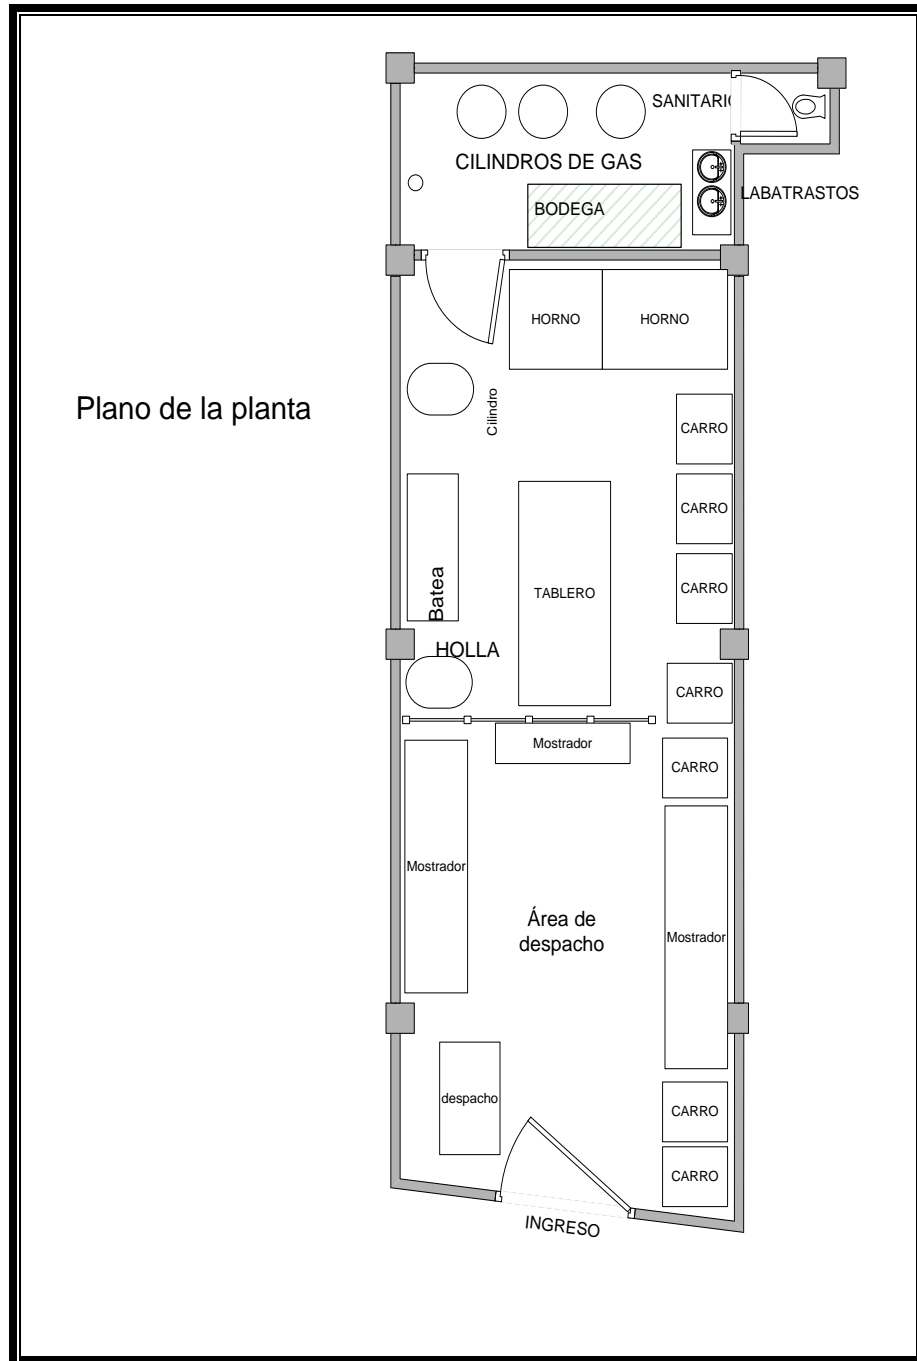 SANITARIO
CILINDROS DE GAS
LABATRASTOS
BODEGA
HORNO
HORNO
Plano de la planta
Cilindro
CARRO
CARRO
CARRO
Batea
TABLERO
HOLLA
CARRO
Mostrador
CARRO
Mostrador
Área de
despacho
Mostrador
despacho
CARRO
CARRO
INGRESO